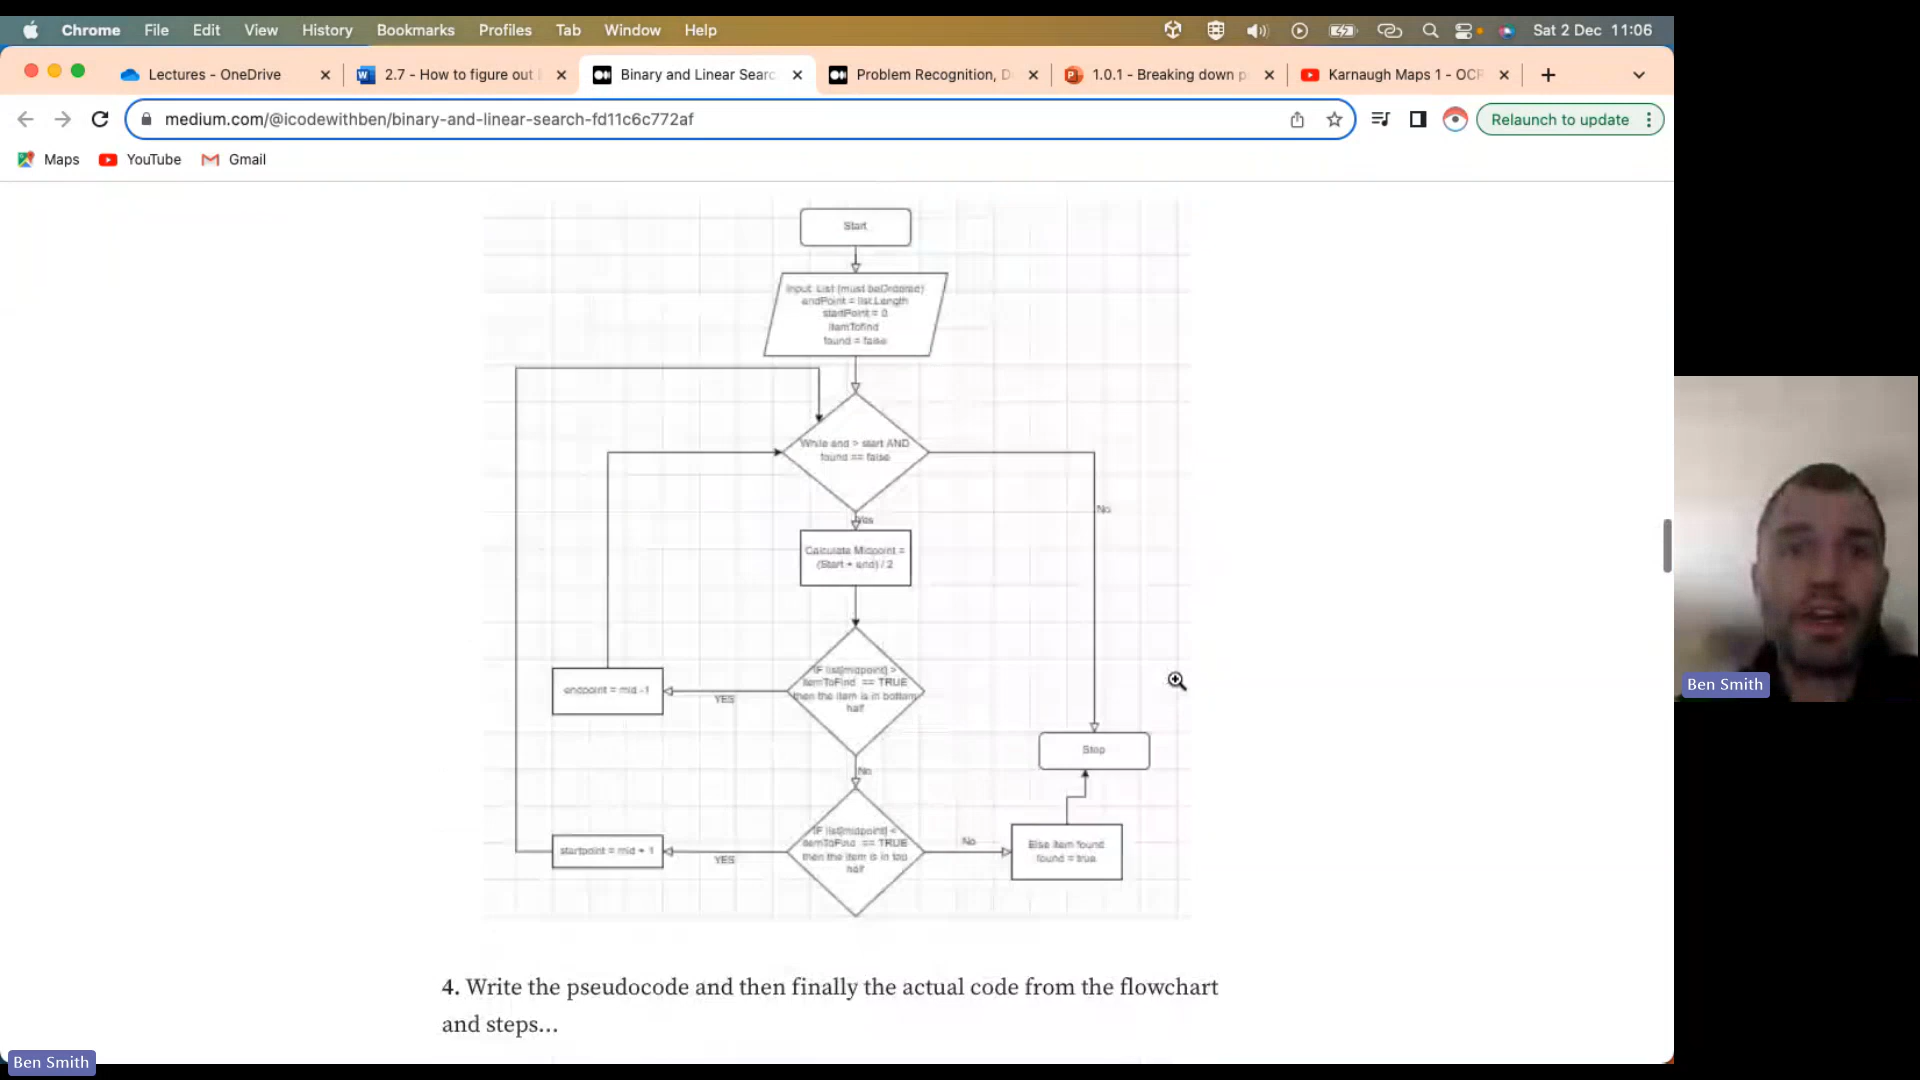 Chrome File Edit View History Bookmarks Profiles Tab Window Help Sat 2 Dec 11:06
Lectures - OneDrive 2.7 - How to figure out Binary and Linear Searc Problem Recognition, D 1.0.1 - Breaking down p Karnaugh Maps 1 - OCF
medium.com/@icodewithben/binary-and-linear-search-fd11c6c772af Relaunch to update
Maps YouTube Gmail
Start
Input: List (must beOrdered)
endPoint = list.Length
startPoint = 0
itemTofind
found = false
While end > start AND
found == false
No
Yes
Calculate Midpoint =
(Start + end) / 2
IF list[midpoint] >
itemToFind == TRUE
then the item is in bottom
half
YES
endpoint = mid -1
Stop
No
IF list[midpoint] <
itemToFind == TRUE
then the item is in top
half
YES
startpoint = mid + 1
No
Else item found
found = true
4. Write the pseudocode and then finally the actual code from the flowchart
and steps...
Ben Smith
Ben Smith